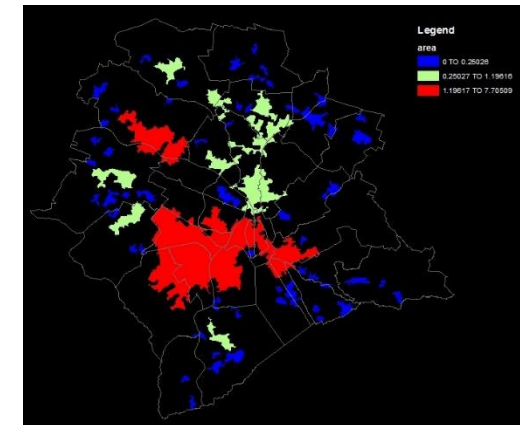 Legend
area
0 TO 0.25026
0.25027 TO 1.19616
1.19617 TO 7.70509